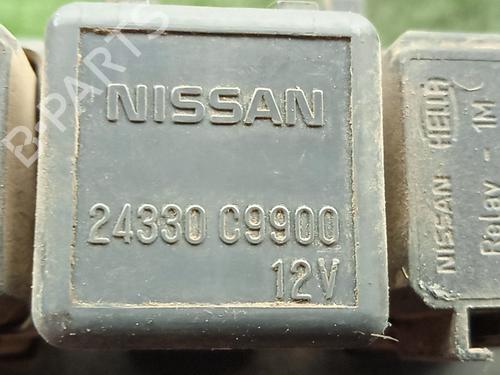 NISSAN
24330 C9900
12V
NISSAN HELLA
Relay - 1M
B-PARTS